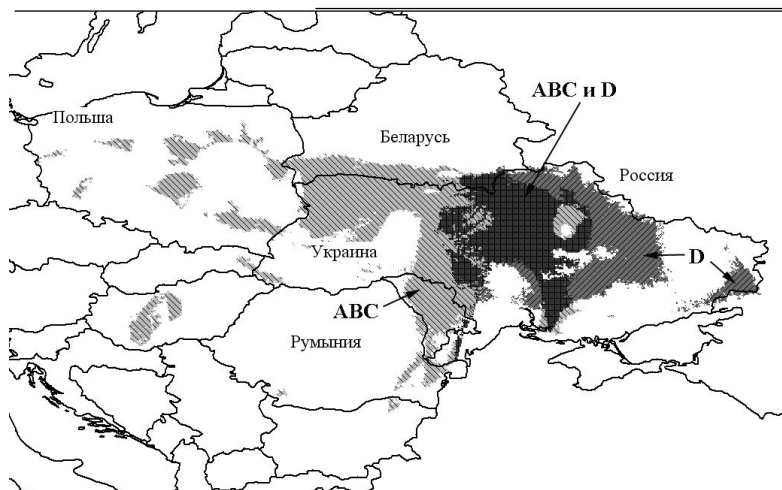 ABC и D
Польша
Беларусь
Россия
Украина
D
ABC
Румыния